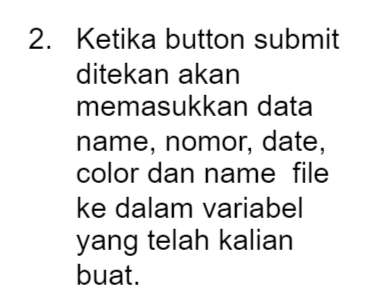 2. Ketika button submit
ditekan akan
memasukkan data
name, nomor, date,
color dan name file
ke dalam variabel
yang telah kalian
buat.